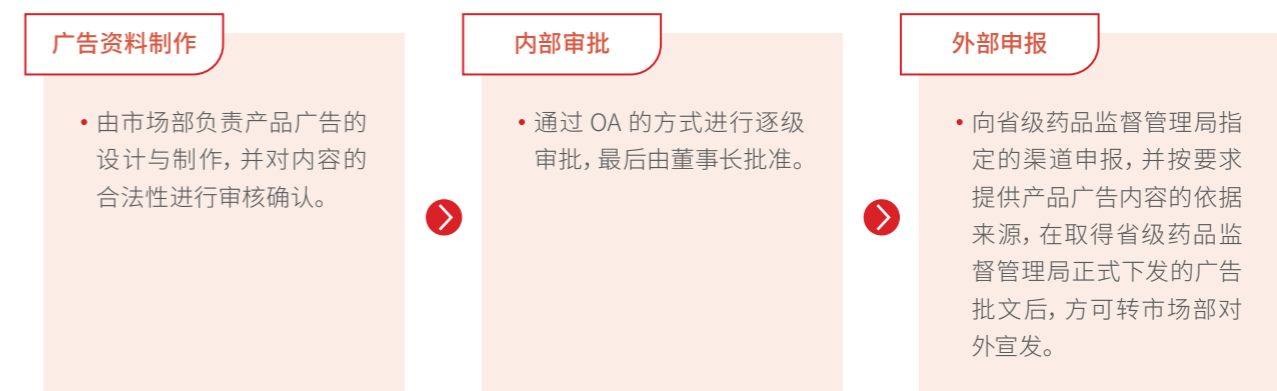 广告资料制作
• 由市场部负责产品广告的
设计与制作，并对内容的
合法性进行审核确认。
内部审批
• 通过 OA 的方式进行逐级
审批，最后由董事长批准。
外部申报
• 向省级药品监督管理局指
定的渠道申报，并按要求
提供产品广告内容的依据
来源，在取得省级药品监
督管理局正式下发的广告
批文后，方可转市场部对
外宣发。